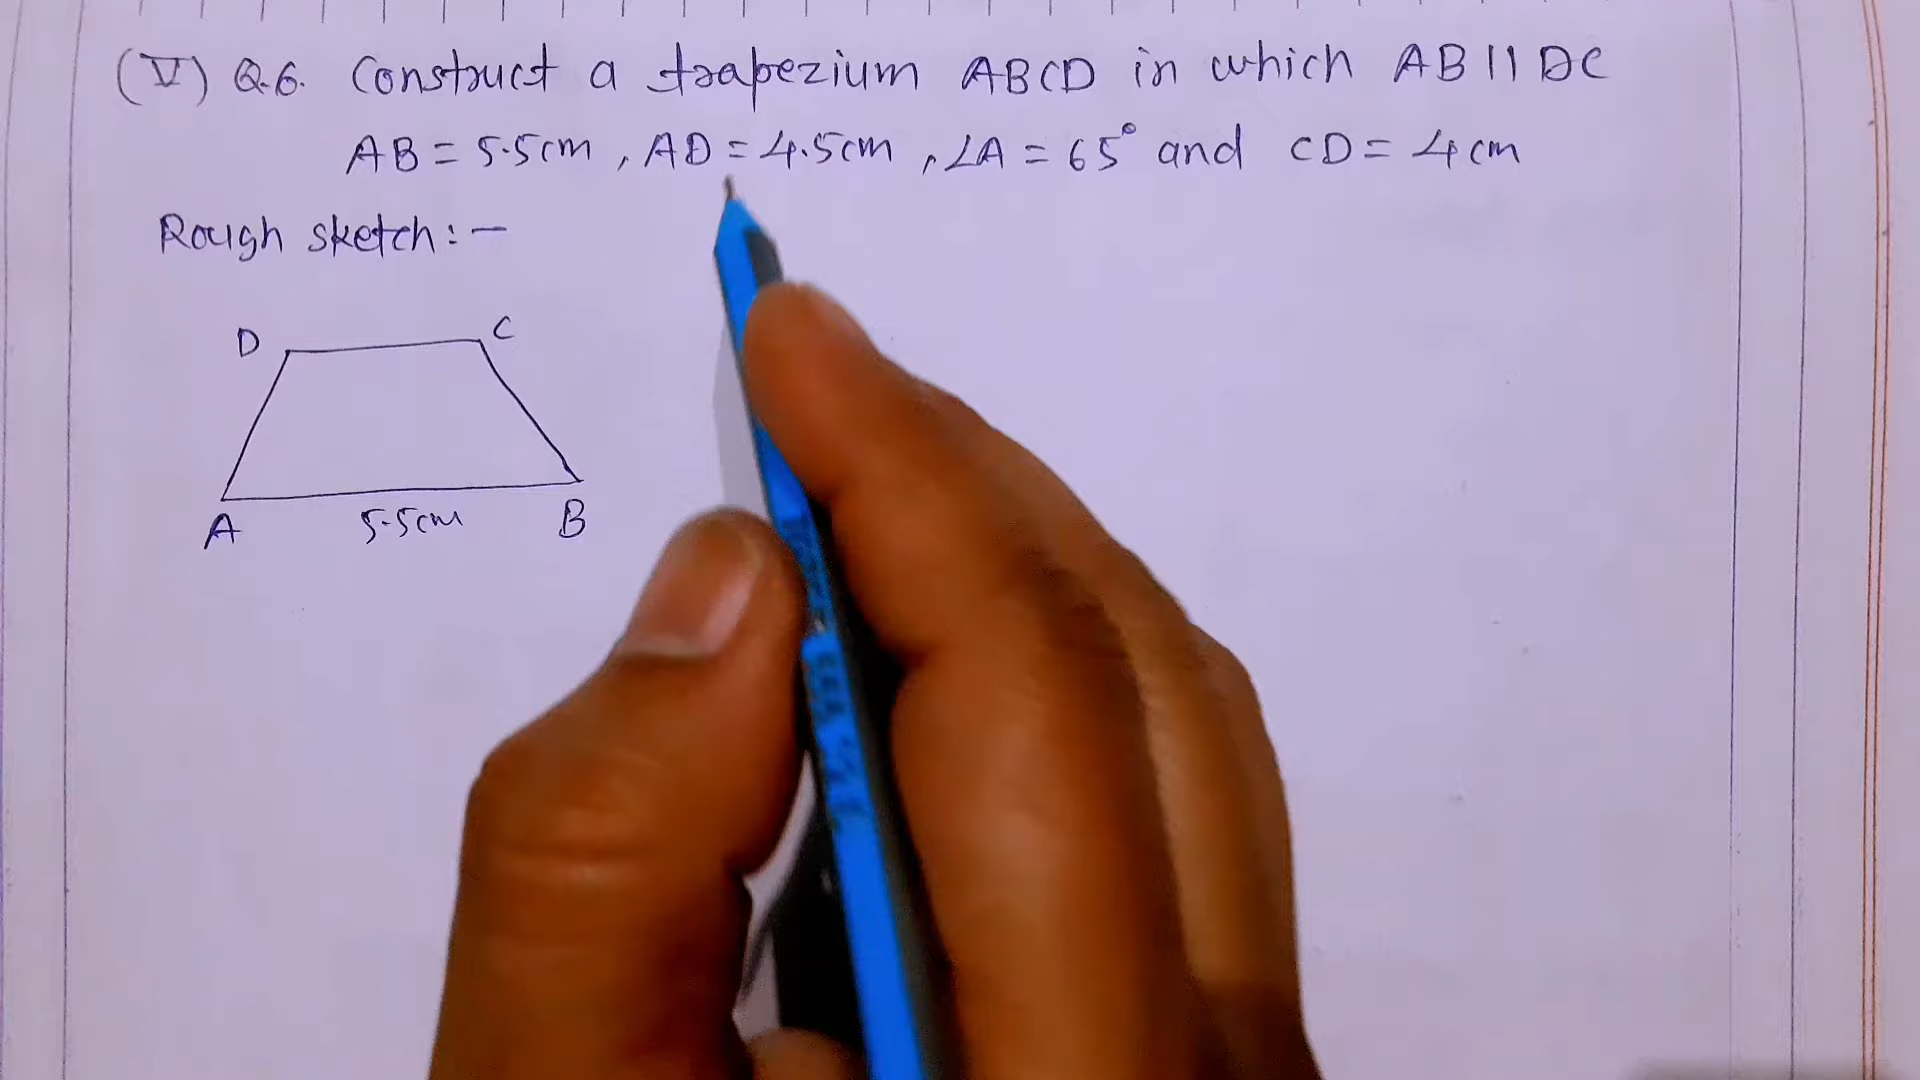 (V) Q.6. Construct a trapezium ABCD in which AB || DC
AB = 5.5cm, AD = 4.5cm, ∠A = 65° and CD = 4cm
Rough sketch:-
D C
A 5.5cm B